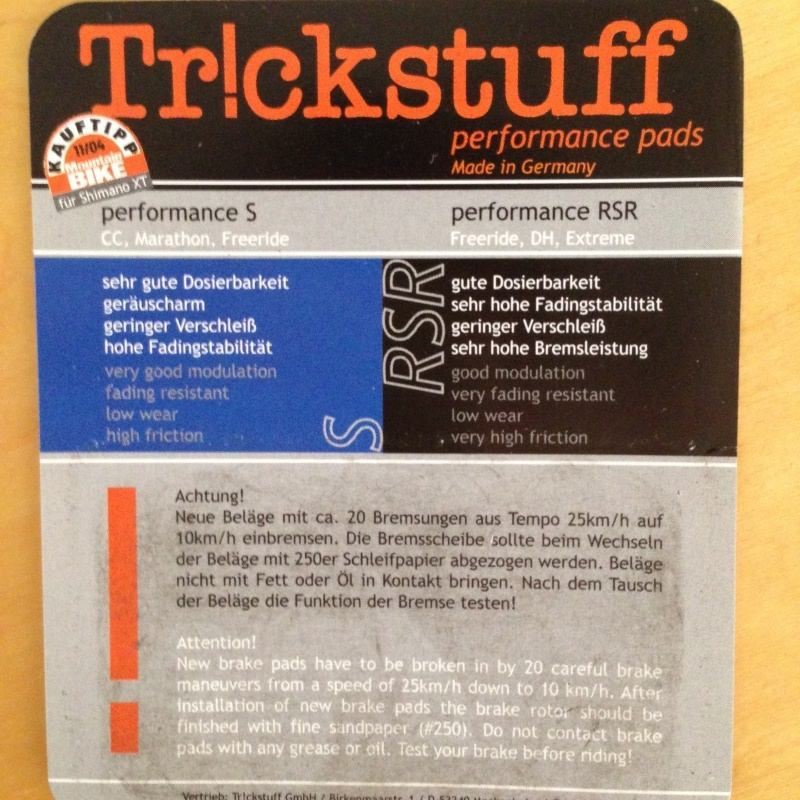 Tr!ckstuff
performance pads
Made in Germany
KAUFTIPP
11/04
Mountain
BIKE
für Shimano XT
performance S
CC, Marathon, Freeride
performance RSR
Freeride, DH, Extreme
sehr gute Dosierbarkeit
geräuscharm
geringer Verschleiß
hohe Fadingstabilität
very good modulation
fading resistant
low wear
high friction
S
RSR
gute Dosierbarkeit
sehr hohe Fadingstabilität
geringer Verschleiß
sehr hohe Bremsleistung
good modulation
very fading resistant
low wear
very high friction
!
Achtung!
Neue Beläge mit ca. 20 Bremsungen aus Tempo 25km/h auf
10km/h einbremsen. Die Bremsscheibe sollte beim Wechseln
der Beläge mit 250er Schleifpapier abgezogen werden. Beläge
nicht mit Fett oder Öl in Kontakt bringen. Nach dem Tausch
der Beläge die Funktion der Bremse testen!
Attention!
New brake pads have to be broken in by 20 careful brake
maneuvers from a speed of 25km/h down to 10 km/h. After
installation of new brake pads the brake rotor should be
finished with fine sandpaper (#250). Do not contact brake
pads with any grease or oil. Test your brake before riding!
Vertrieb: Tr!ckstuff GmbH /